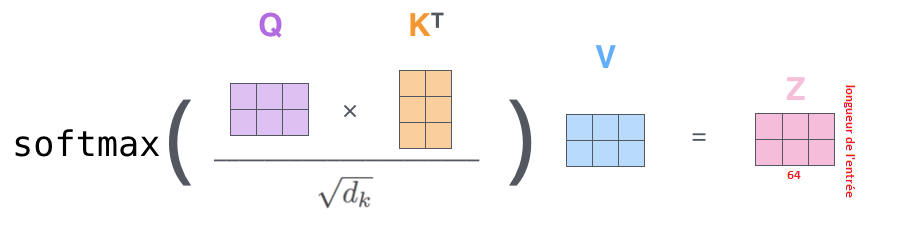 Q
K^T
V
Z
softmax ( × ) = 
√d_k
64
longueur de l'entrée